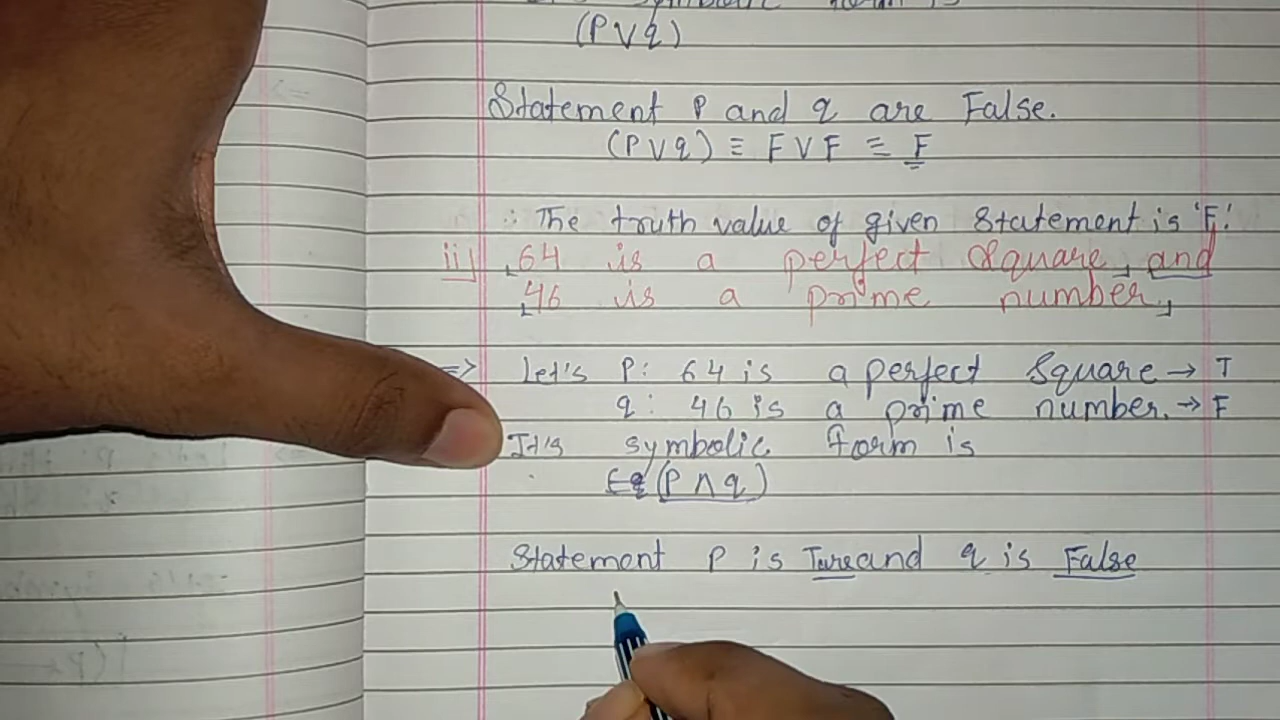 (P∨q)
Statement P and q are False.
(P∨q) ≡ F∨F ≡ F
∴ The truth value of given Statement is 'F'.
ii) 64 is a perfect Square and
46 is a prime number
=> Let's P: 64 is a perfect Square → T
q: 46 is a prime number. → F
It's symbolic form is
(P∧q)
Statement P is Ture and q is False